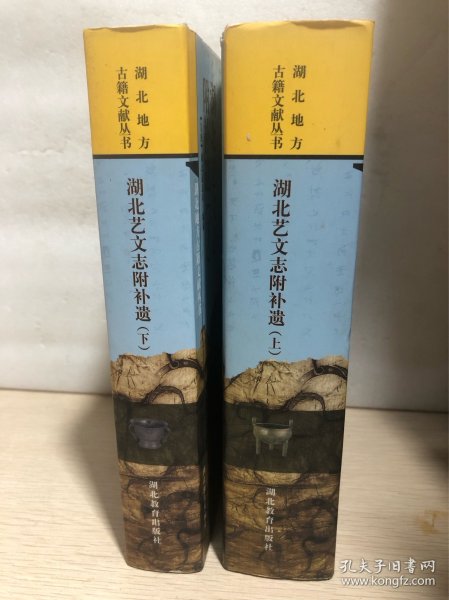 湖北地方
古籍文献丛书
湖北艺文志附补遗(下)
湖北教育出版社
湖北地方
古籍文献丛书
湖北艺文志附补遗(上)
湖北教育出版社
孔夫子旧书网
www.kongfz.com